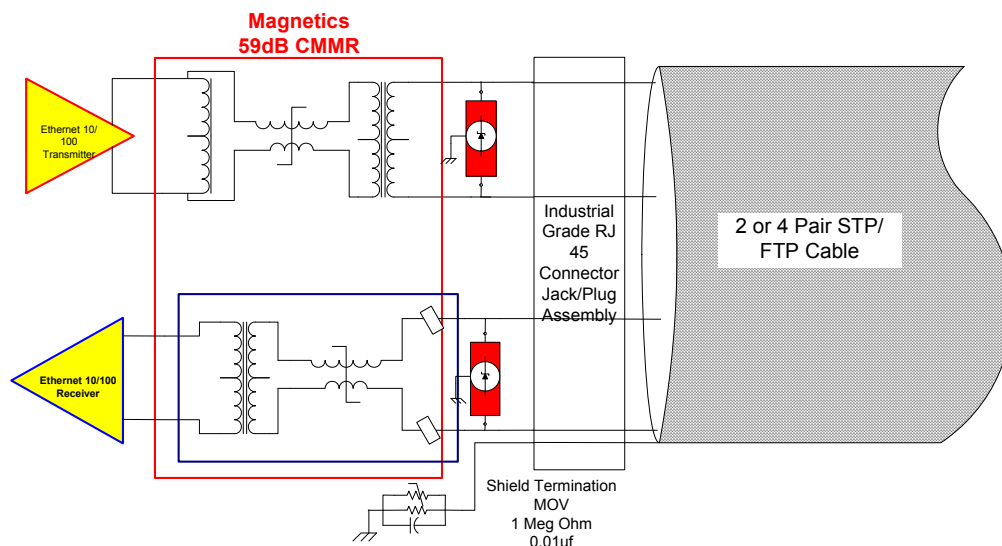 Magnetics
59dB CMMR
Ethernet 10/
100
Transmitter
Industrial
Grade RJ
45
Connector
Jack/Plug
Assembly
2 or 4 Pair STP/
FTP Cable
Ethernet 10/100
Receiver
Shield Termination
MOV
1 Meg Ohm
0.01uf